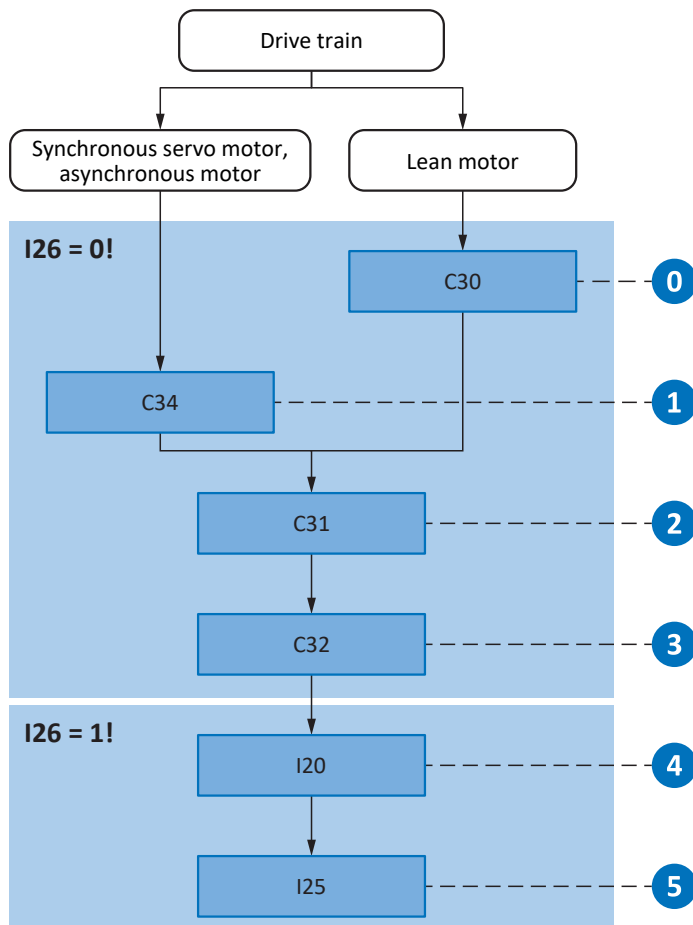 Drive train
Synchronous servo motor,
asynchronous motor
Lean motor
I26 = 0!
C30
0
C34
1
C31
2
C32
3
I26 = 1!
I20
4
I25
5